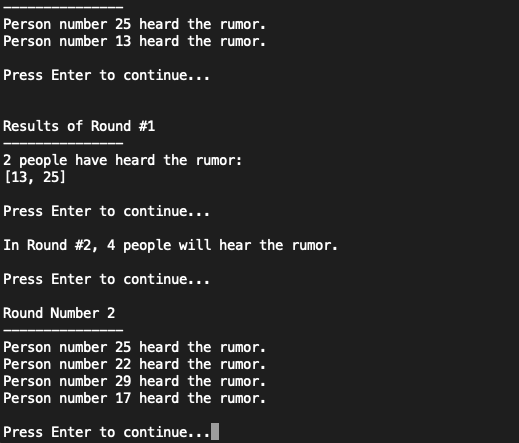 ---------------
Person number 25 heard the rumor.
Person number 13 heard the rumor.
Press Enter to continue...
Results of Round #1
---------------
2 people have heard the rumor:
[13, 25]
Press Enter to continue...
In Round #2, 4 people will hear the rumor.
Press Enter to continue...
Round Number 2
---------------
Person number 25 heard the rumor.
Person number 22 heard the rumor.
Person number 29 heard the rumor.
Person number 17 heard the rumor.
Press Enter to continue...